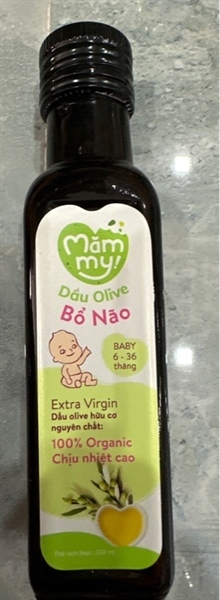 Măm
my!
Dầu Olive
Bổ Não
BABY
6 - 36
tháng
Extra Virgin
Dầu olive hữu cơ
nguyên chất:
100% Organic
Chịu nhiệt cao